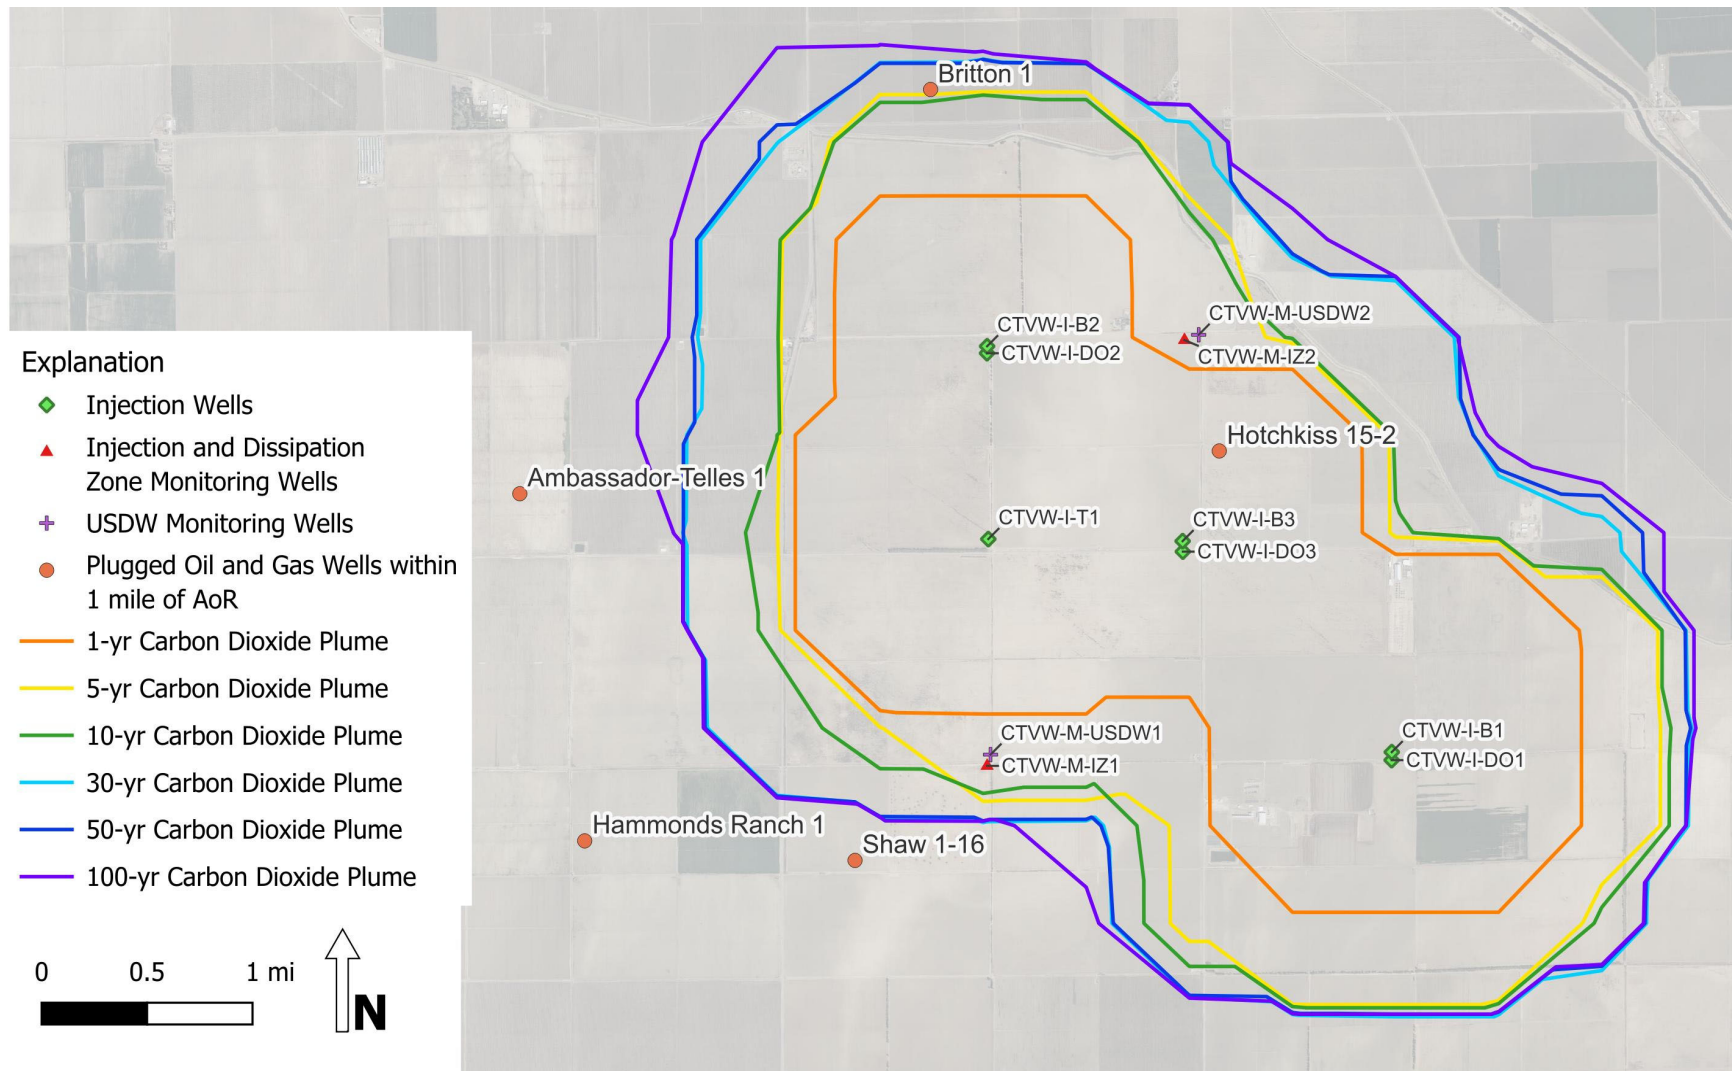 Britton 1
CTVW-I-B2
CTVW-I-DO2
CTVW-M-USDW2
CTVW-M-IZ2
Hotchkiss 15-2
Ambassador-Telles 1
CTVW-I-T1
CTVW-I-B3
CTVW-I-DO3
CTVW-M-USDW1
CTVW-M-IZ1
CTVW-I-B1
CTVW-I-DO1
Hammonds Ranch 1
Shaw 1-16
Explanation
Injection Wells
Injection and Dissipation
Zone Monitoring Wells
USDW Monitoring Wells
Plugged Oil and Gas Wells within
1 mile of AoR
1-yr Carbon Dioxide Plume
5-yr Carbon Dioxide Plume
10-yr Carbon Dioxide Plume
30-yr Carbon Dioxide Plume
50-yr Carbon Dioxide Plume
100-yr Carbon Dioxide Plume
0 0.5 1 mi
N